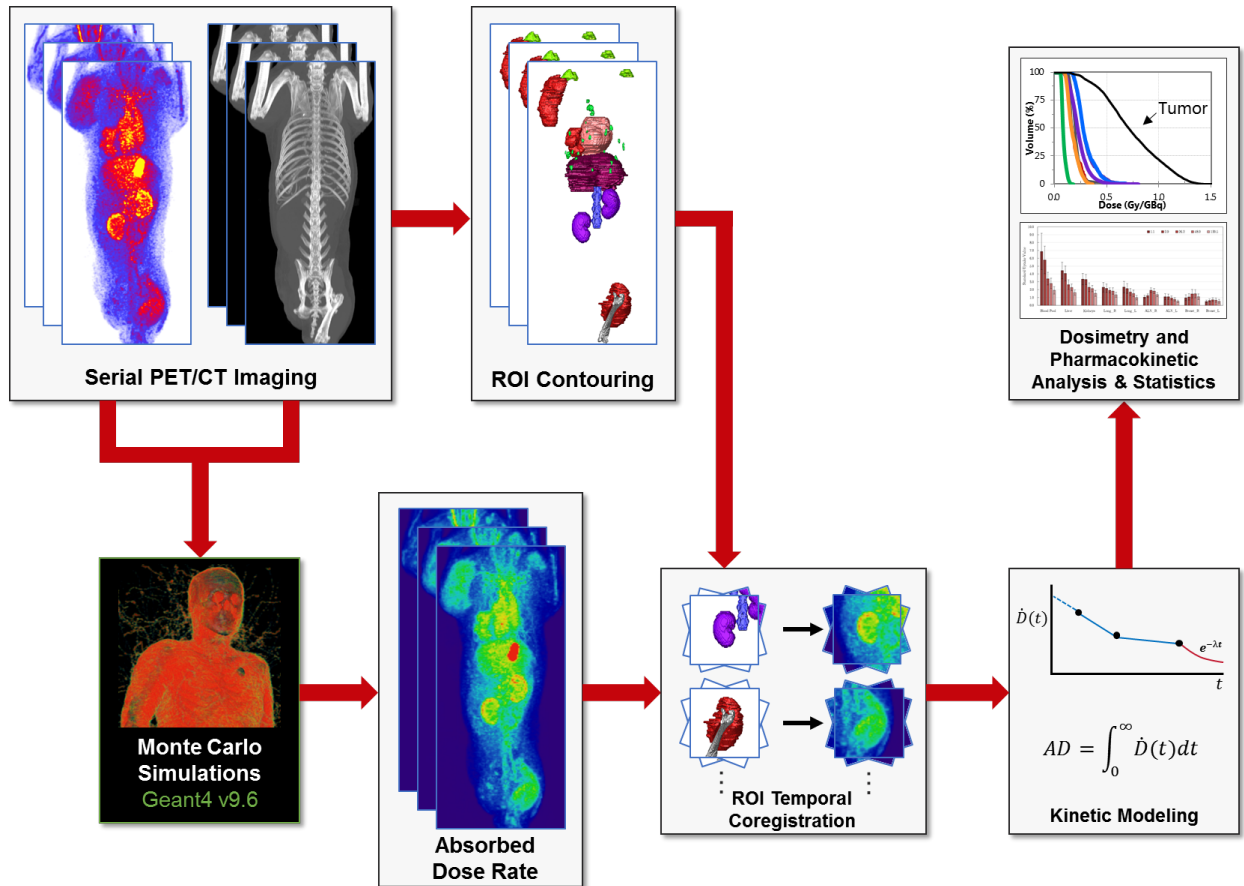 Serial PET/CT Imaging
ROI Contouring
100
75
50
25
0
Volume (%)
Tumor
0.0 0.5 1.0 1.5
Dose (Gy/GBq)
Dosimetry and
Pharmacokinetic
Analysis & Statistics
Monte Carlo
Simulations
Geant4 v9.6
Absorbed
Dose Rate
ROI Temporal
Coregistration
Ḋ(t)
e^{-λt}
t
AD = ∫₀^∞ Ḋ(t)dt
Kinetic Modeling